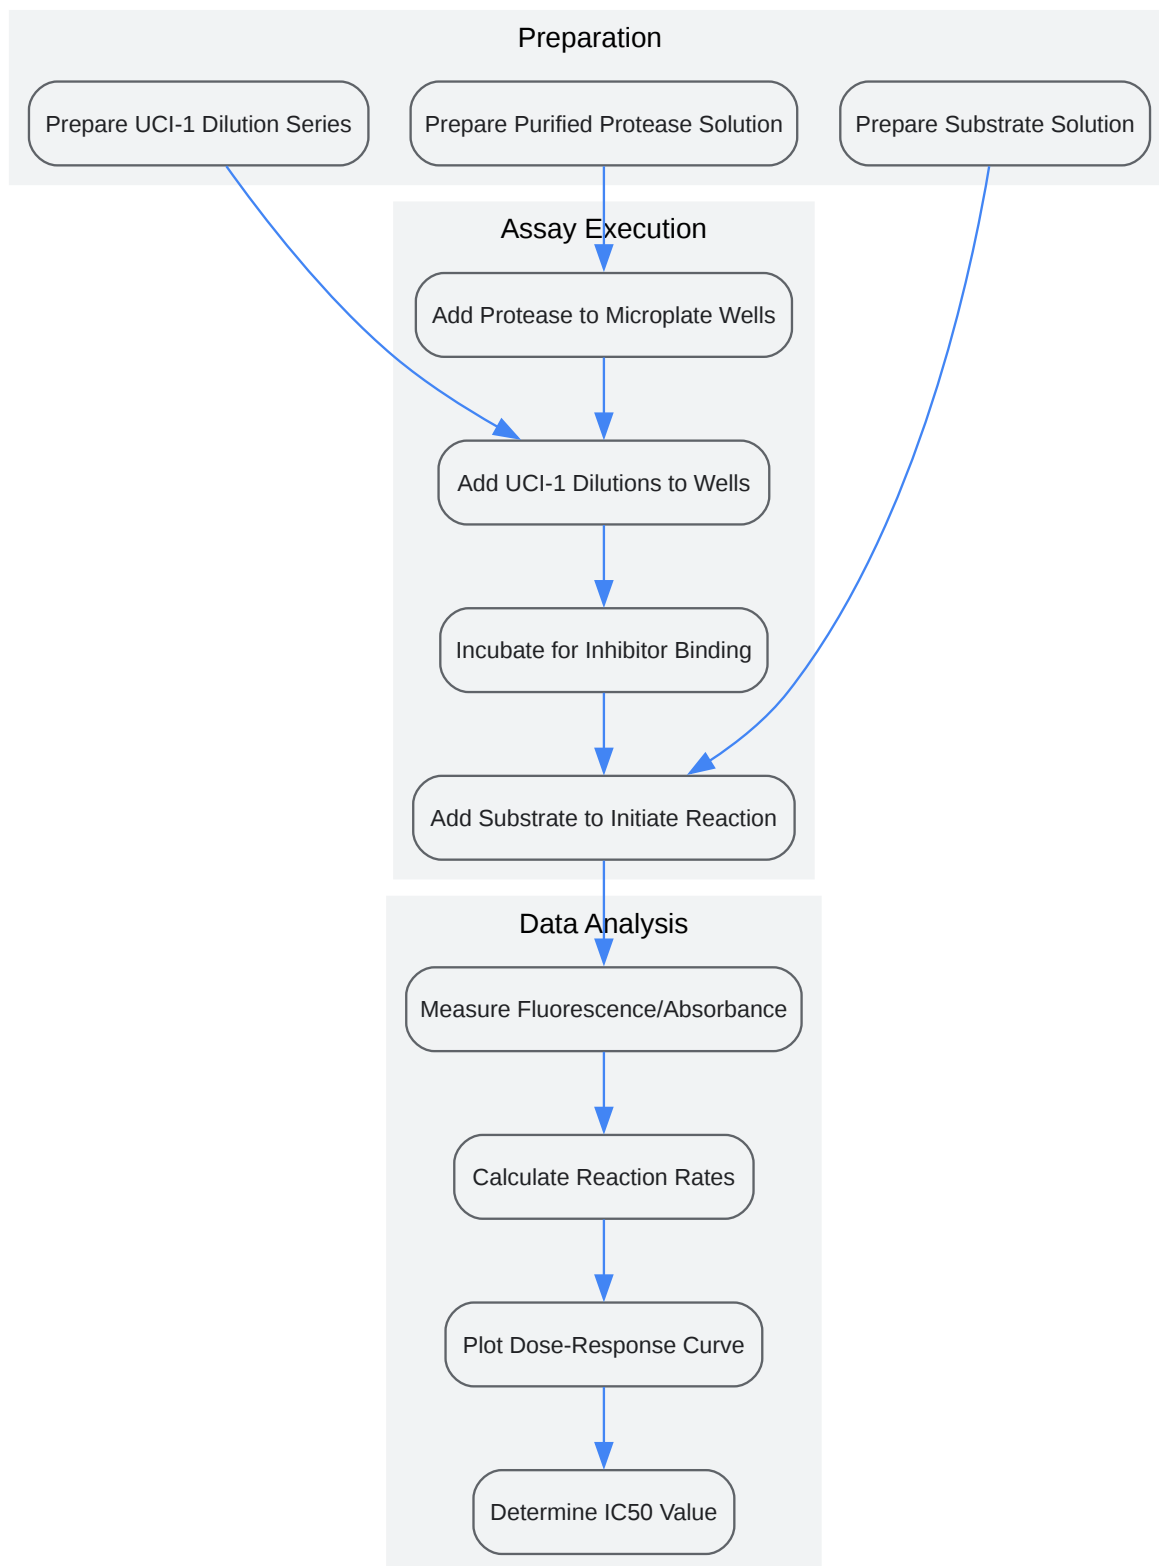 Preparation
Prepare UCI-1 Dilution Series
Prepare Purified Protease Solution
Prepare Substrate Solution
Assay Execution
Add Protease to Microplate Wells
Add UCI-1 Dilutions to Wells
Incubate for Inhibitor Binding
Add Substrate to Initiate Reaction
Data Analysis
Measure Fluorescence/Absorbance
Calculate Reaction Rates
Plot Dose-Response Curve
Determine IC50 Value